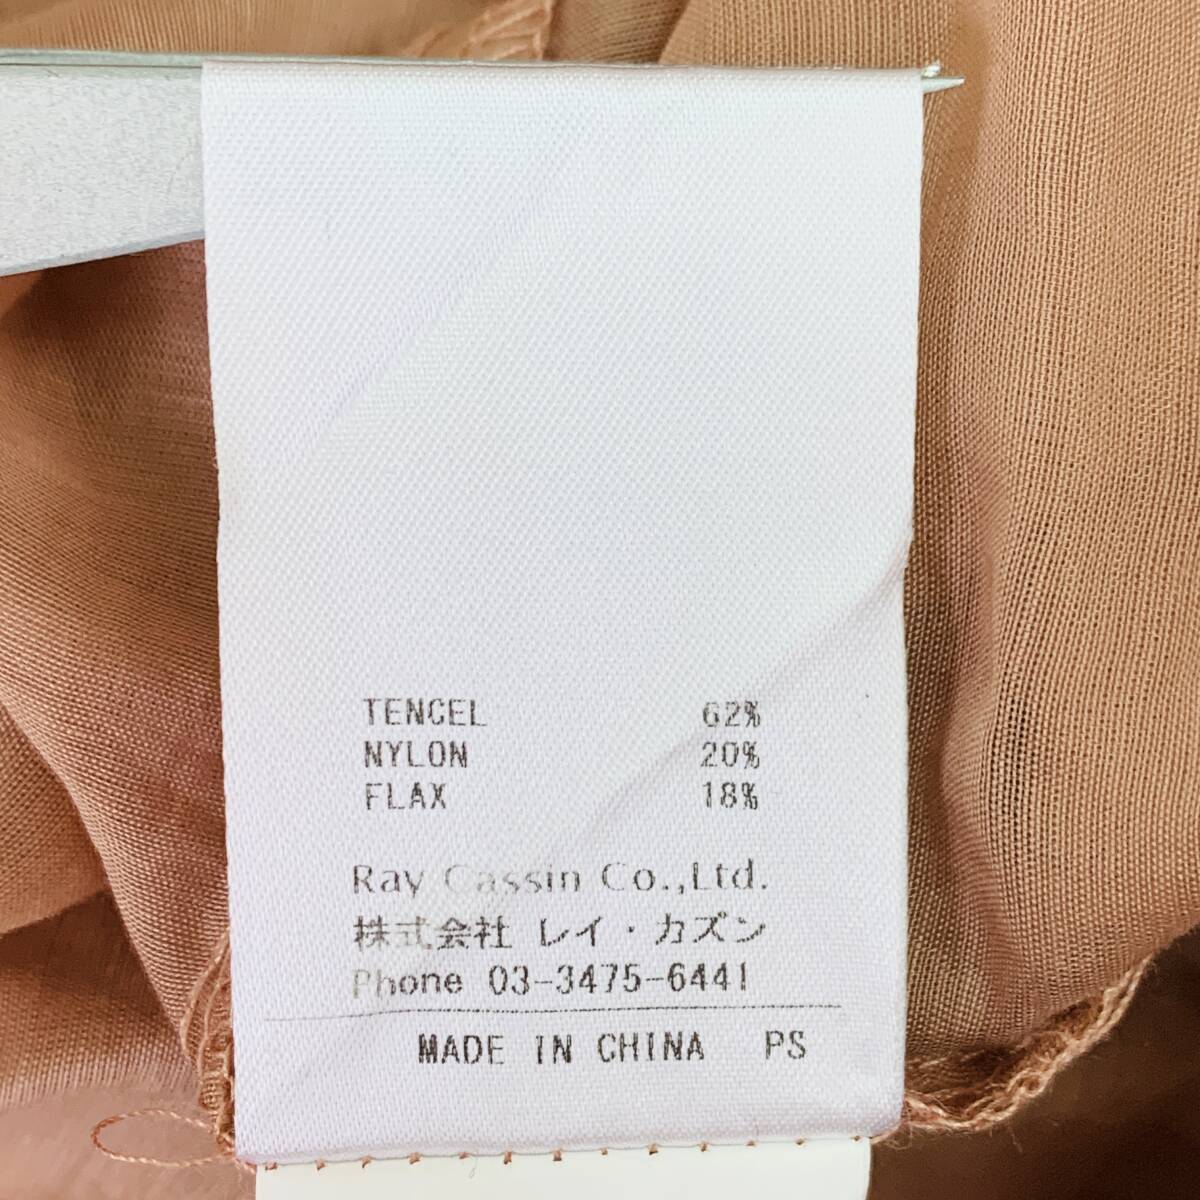 TENCEL 62%
NYLON 20%
FLAX 18%
Ray Cassin Co.,Ltd.
株式会社 レイ・カズン
Phone 03-3475-6441
MADE IN CHINA PS